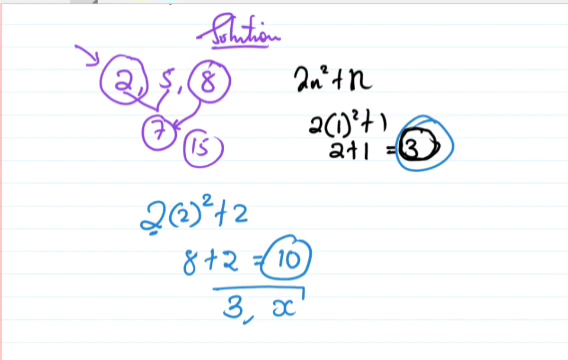 Solution
2, 5, 8
7
15
2n²+n
2(1)²+1
2+1 = 3
2(2)²+2
8+2 = 10
3, x